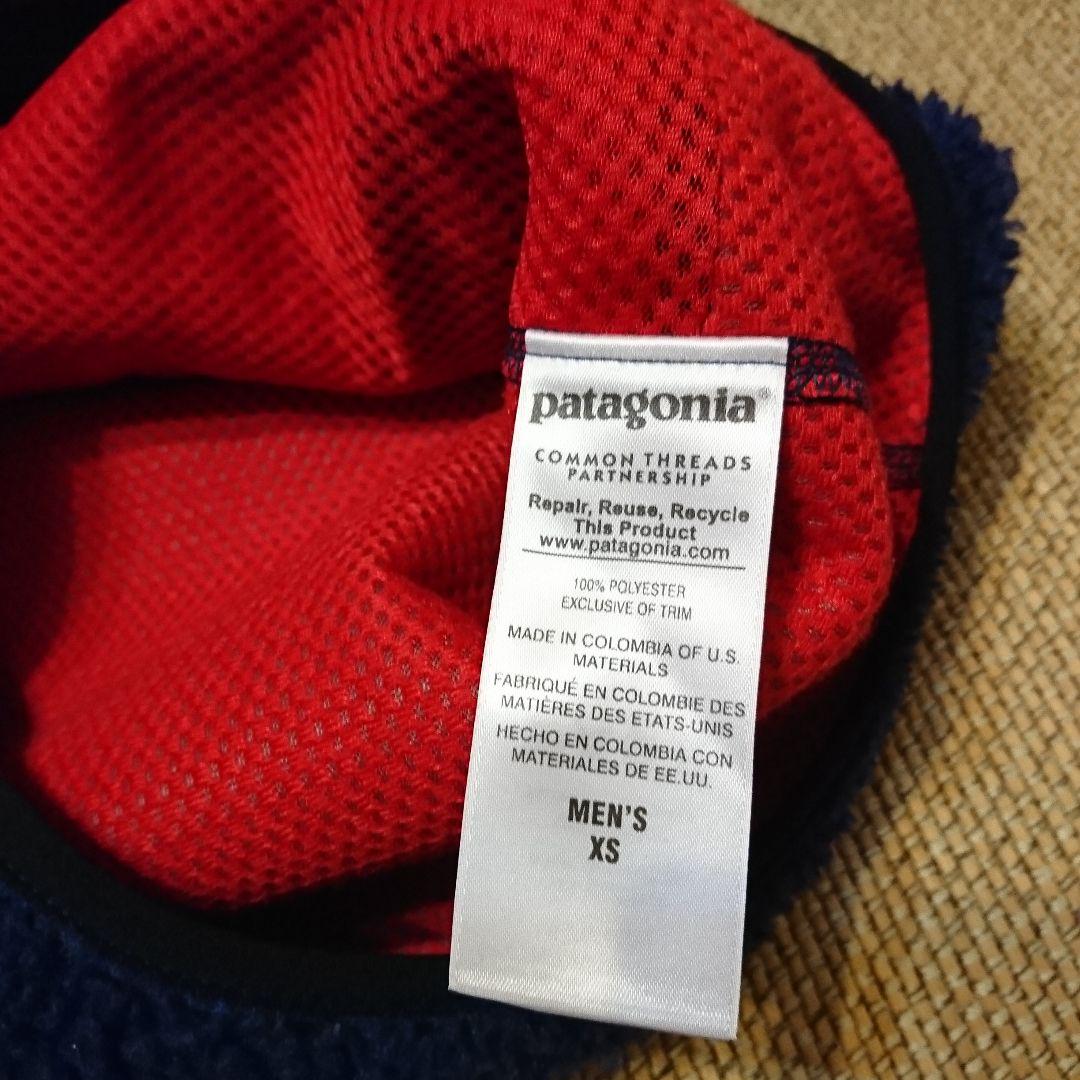 patagonia®
COMMON THREADS
PARTNERSHIP
Repair, Reuse, Recycle
This Product
www.patagonia.com
100% POLYESTER
EXCLUSIVE OF TRIM
MADE IN COLOMBIA OF U.S.
MATERIALS
FABRIQUÉ EN COLOMBIE DES
MATIÈRES DES ETATS-UNIS
HECHO EN COLOMBIA CON
MATERIALES DE EE.UU.
MEN'S
XS